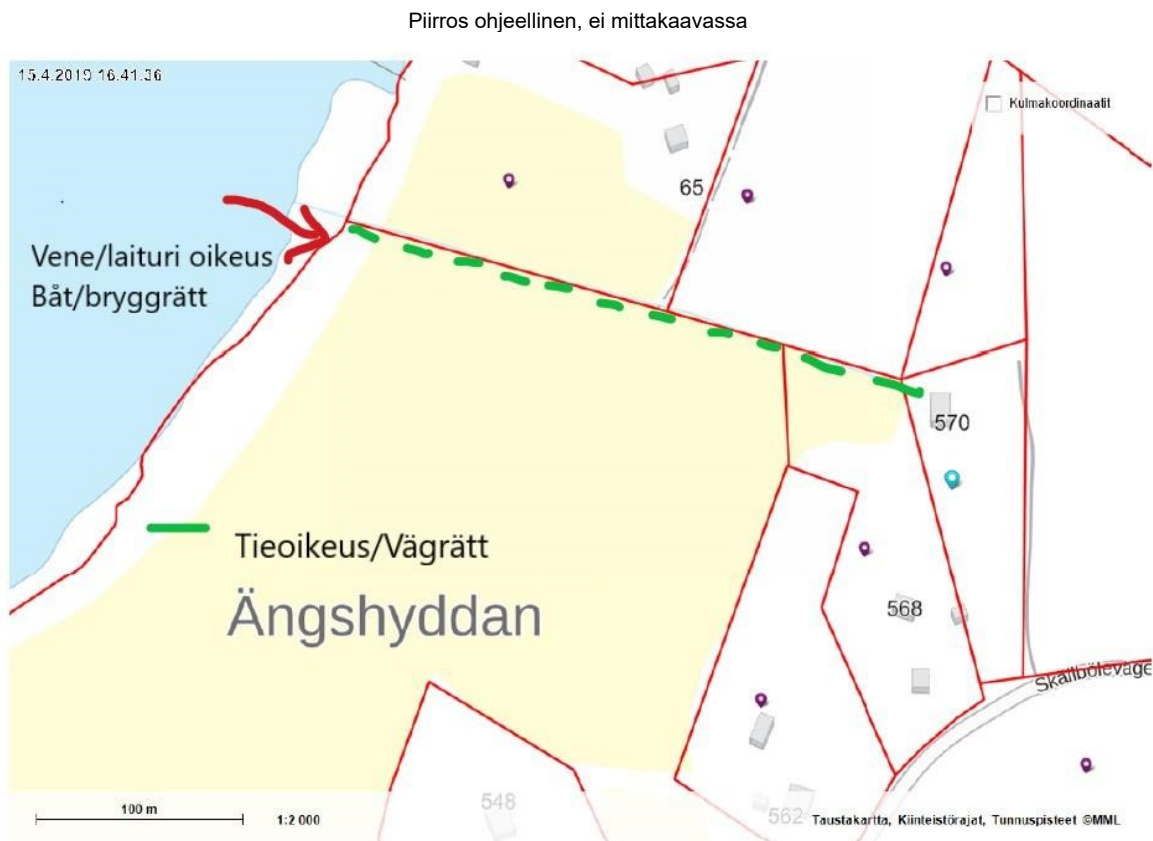 Piirros ohjeellinen, ei mittakaavassa
15.4.2019 16.41.36
Kulmakoordinaatit
65
Vene/laituri oikeus
Båt/bryggrätt
570
Tieoikeus/Vägrätt
Ängshyddan
568
Skallböleväge
548
562
100 m
1:2 000
Taustakartta, Kiinteistörajat, Tunnuspisteet ©MML